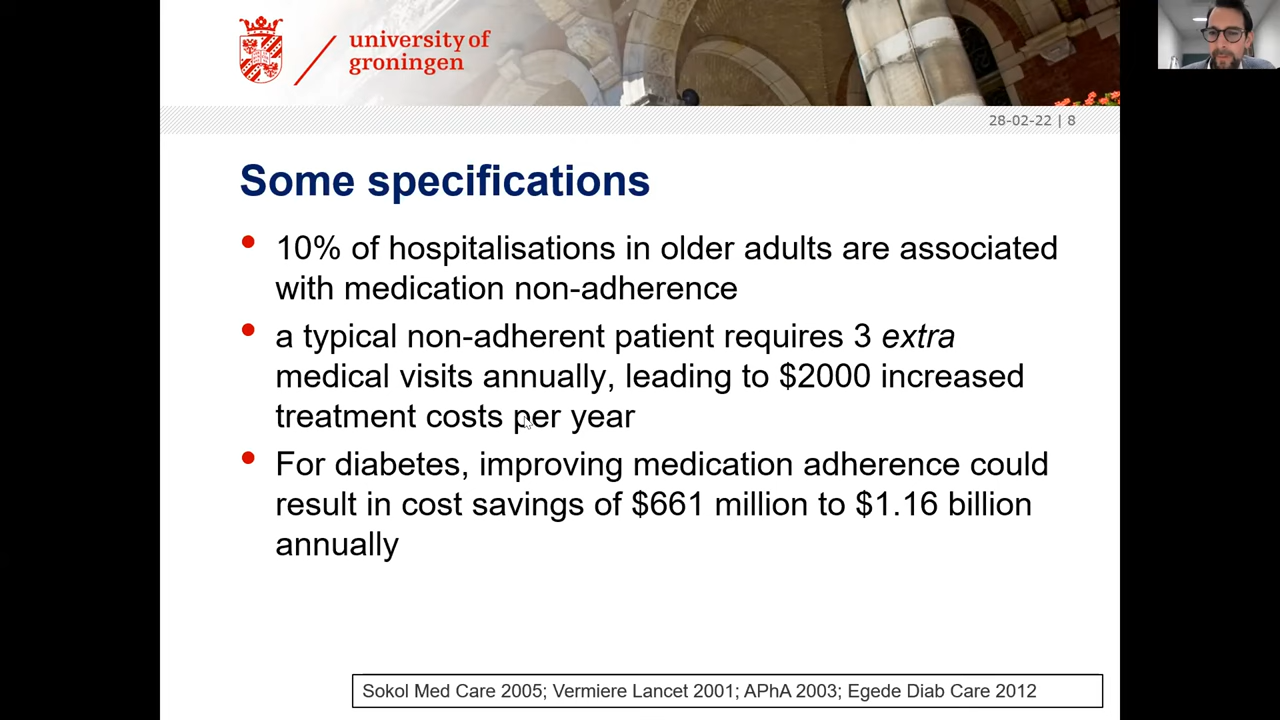 university of
groningen
28-02-22 | 8
Some specifications
10% of hospitalisations in older adults are associated
with medication non-adherence
a typical non-adherent patient requires 3 extra
medical visits annually, leading to $2000 increased
treatment costs per year
For diabetes, improving medication adherence could
result in cost savings of $661 million to $1.16 billion
annually
Sokol Med Care 2005; Vermiere Lancet 2001; APhA 2003; Egede Diab Care 2012